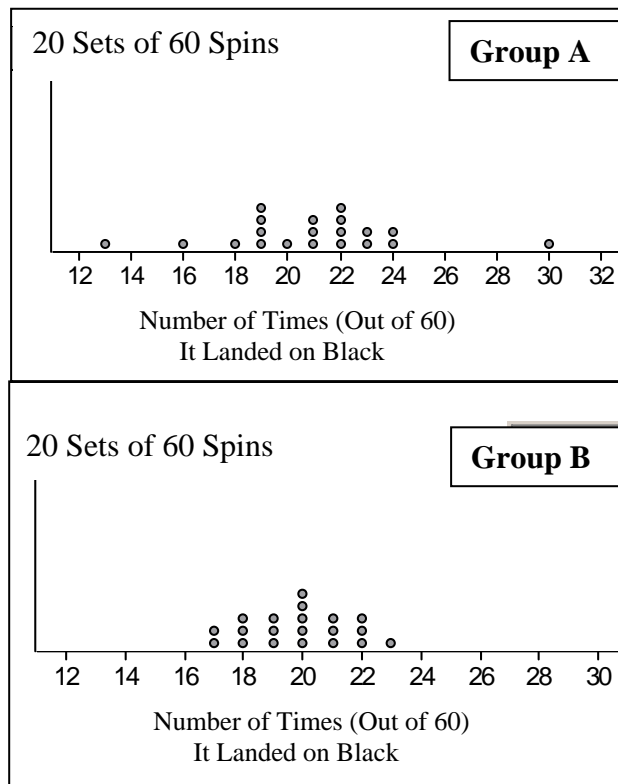 20 Sets of 60 Spins
Group A
12 14 16 18 20 22 24 26 28 30 32
Number of Times (Out of 60)
It Landed on Black
20 Sets of 60 Spins
Group B
12 14 16 18 20 22 24 26 28 30
Number of Times (Out of 60)
It Landed on Black